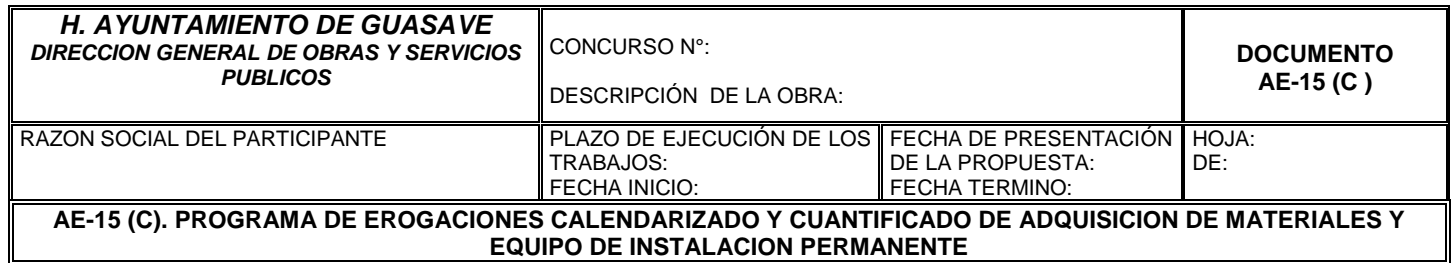 H. AYUNTAMIENTO DE GUASAVE
DIRECCION GENERAL DE OBRAS Y SERVICIOS
PUBLICOS
CONCURSO N°:
DESCRIPCIÓN DE LA OBRA:
DOCUMENTO
AE-15 (C )
RAZON SOCIAL DEL PARTICIPANTE
PLAZO DE EJECUCIÓN DE LOS
TRABAJOS:
FECHA INICIO:
FECHA DE PRESENTACIÓN
DE LA PROPUESTA:
FECHA TERMINO:
HOJA:
DE:
AE-15 (C). PROGRAMA DE EROGACIONES CALENDARIZADO Y CUANTIFICADO DE ADQUISICION DE MATERIALES Y
EQUIPO DE INSTALACION PERMANENTE